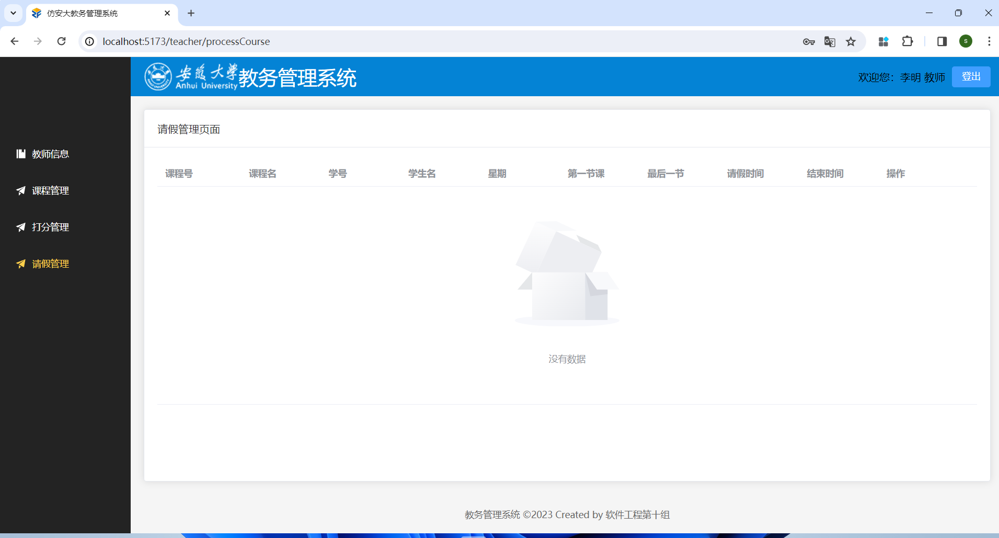 仿安大教务管理系统
localhost:5173/teacher/processCourse
S
安徽大学
Anhui University
教务管理系统
欢迎您：李明 教师
登出
教师信息
课程管理
打分管理
请假管理
请假管理页面
课程号 课程名 学号 学生名 星期 第一节课 最后一节 请假时间 结束时间 操作
没有数据
教务管理系统 ©2023 Created by 软件工程第十组